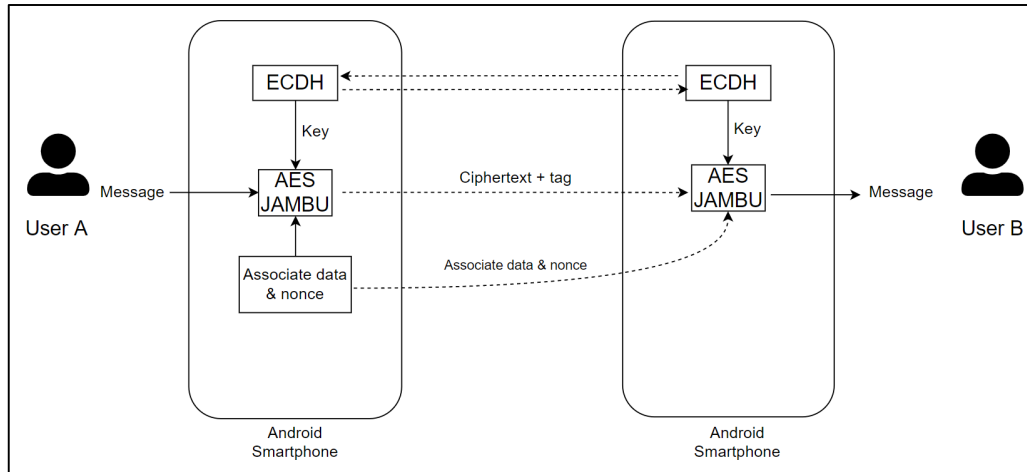 ECDH
ECDH
Key
Key
Message
AES
JAMBU
Ciphertext + tag
AES
JAMBU
Message
User A
User B
Associate data
& nonce
Associate data & nonce
Android
Smartphone
Android
Smartphone